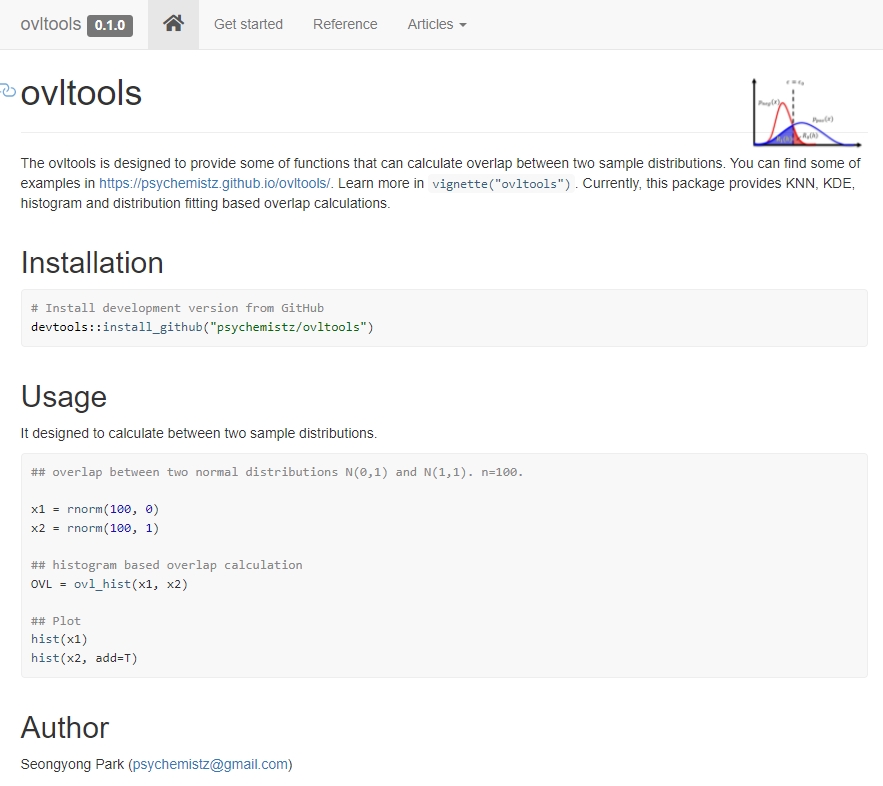 ovltools 0.1.0 Get started Reference Articles
ovltools
The ovltools is designed to provide some of functions that can calculate overlap between two sample distributions. You can find some of
examples in https://psychemistz.github.io/ovltools/. Learn more in vignette("ovltools") . Currently, this package provides KNN, KDE,
histogram and distribution fitting based overlap calculations.
Installation
# Install development version from GitHub
devtools::install_github("psychemistz/ovltools")
Usage
It designed to calculate between two sample distributions.
## overlap between two normal distributions N(0,1) and N(1,1). n=100.
x1 = rnorm(100, 0)
x2 = rnorm(100, 1)
## histogram based overlap calculation
OVL = ovl_hist(x1, x2)
## Plot
hist(x1)
hist(x2, add=T)
Author
Seongyong Park (psychemistz@gmail.com)